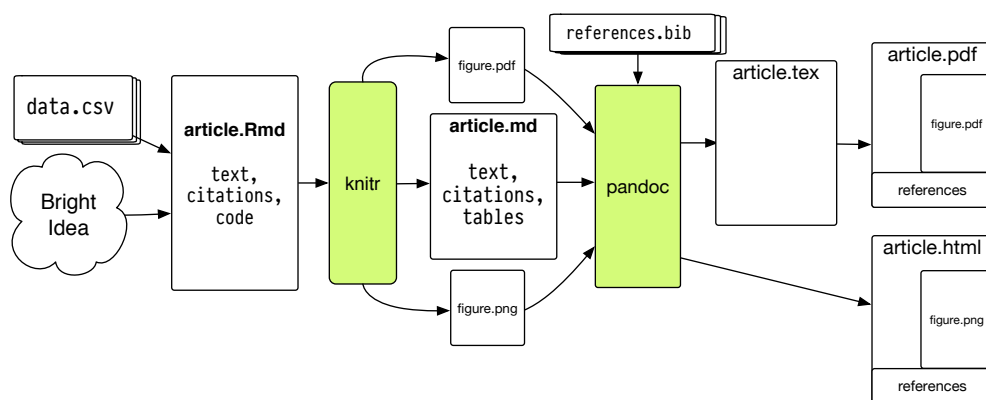 data.csv
Bright
Idea
article.Rmd
text,
citations,
code
knitr
figure.pdf
article.md
text,
citations,
tables
figure.png
references.bib
pandoc
article.tex
article.pdf
figure.pdf
references
article.html
figure.png
references